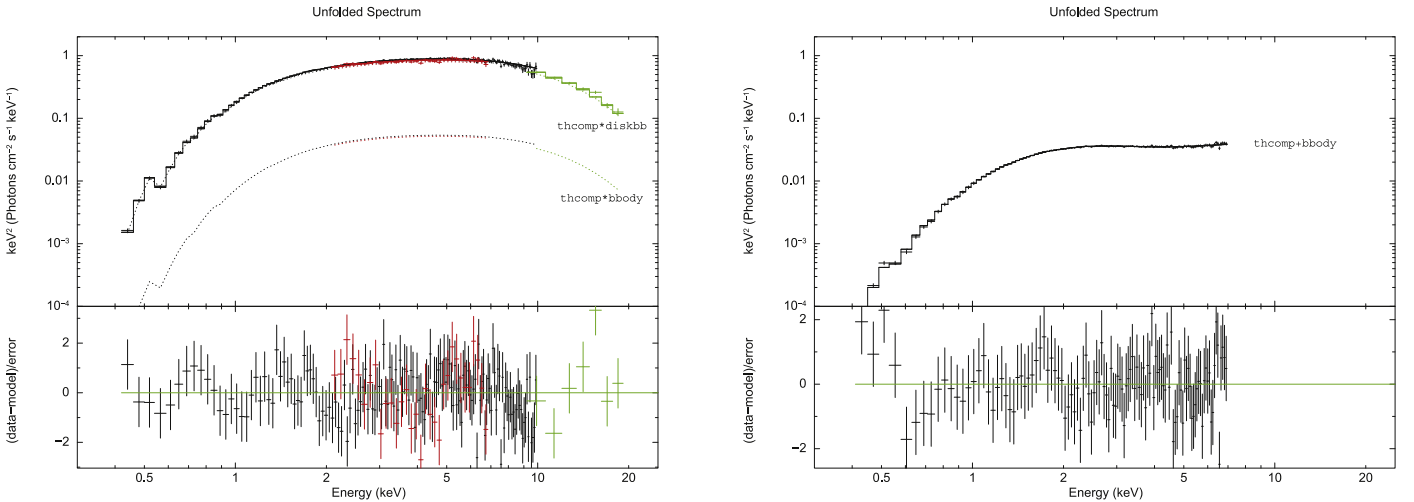 Unfolded Spectrum
keV² (Photons cm⁻² s⁻¹ keV⁻¹)
1
0.1
0.01
10⁻³
10⁻⁴
thcomp*diskbb
thcomp*bbody
(data−model)/error
2
0
−2
0.5 1 2 5 10 20
Energy (keV)
Unfolded Spectrum
keV² (Photons cm⁻² s⁻¹ keV⁻¹)
1
0.1
0.01
10⁻³
10⁻⁴
thcomp+bbody
(data−model)/error
2
0
−2
0.5 1 2 5 10 20
Energy (keV)